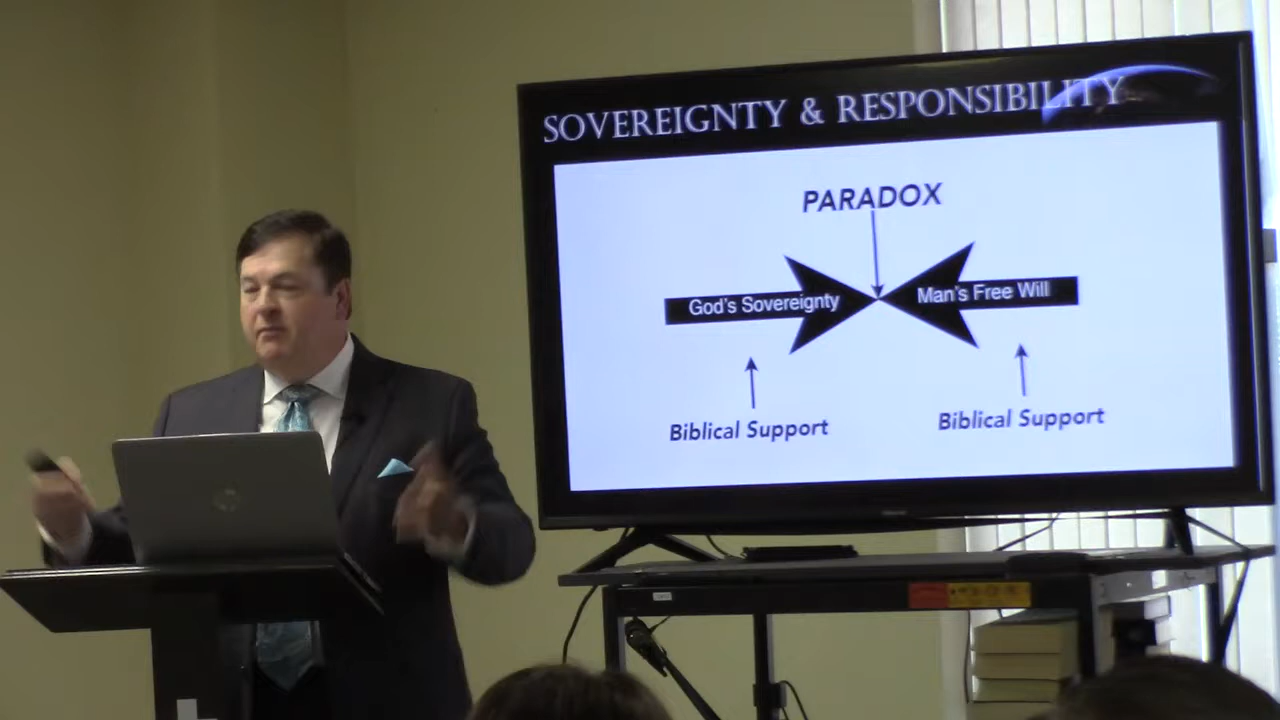 SOVEREIGNTY & RESPONSIBILITY
PARADOX
God's Sovereignty
Man's Free Will
Biblical Support
Biblical Support